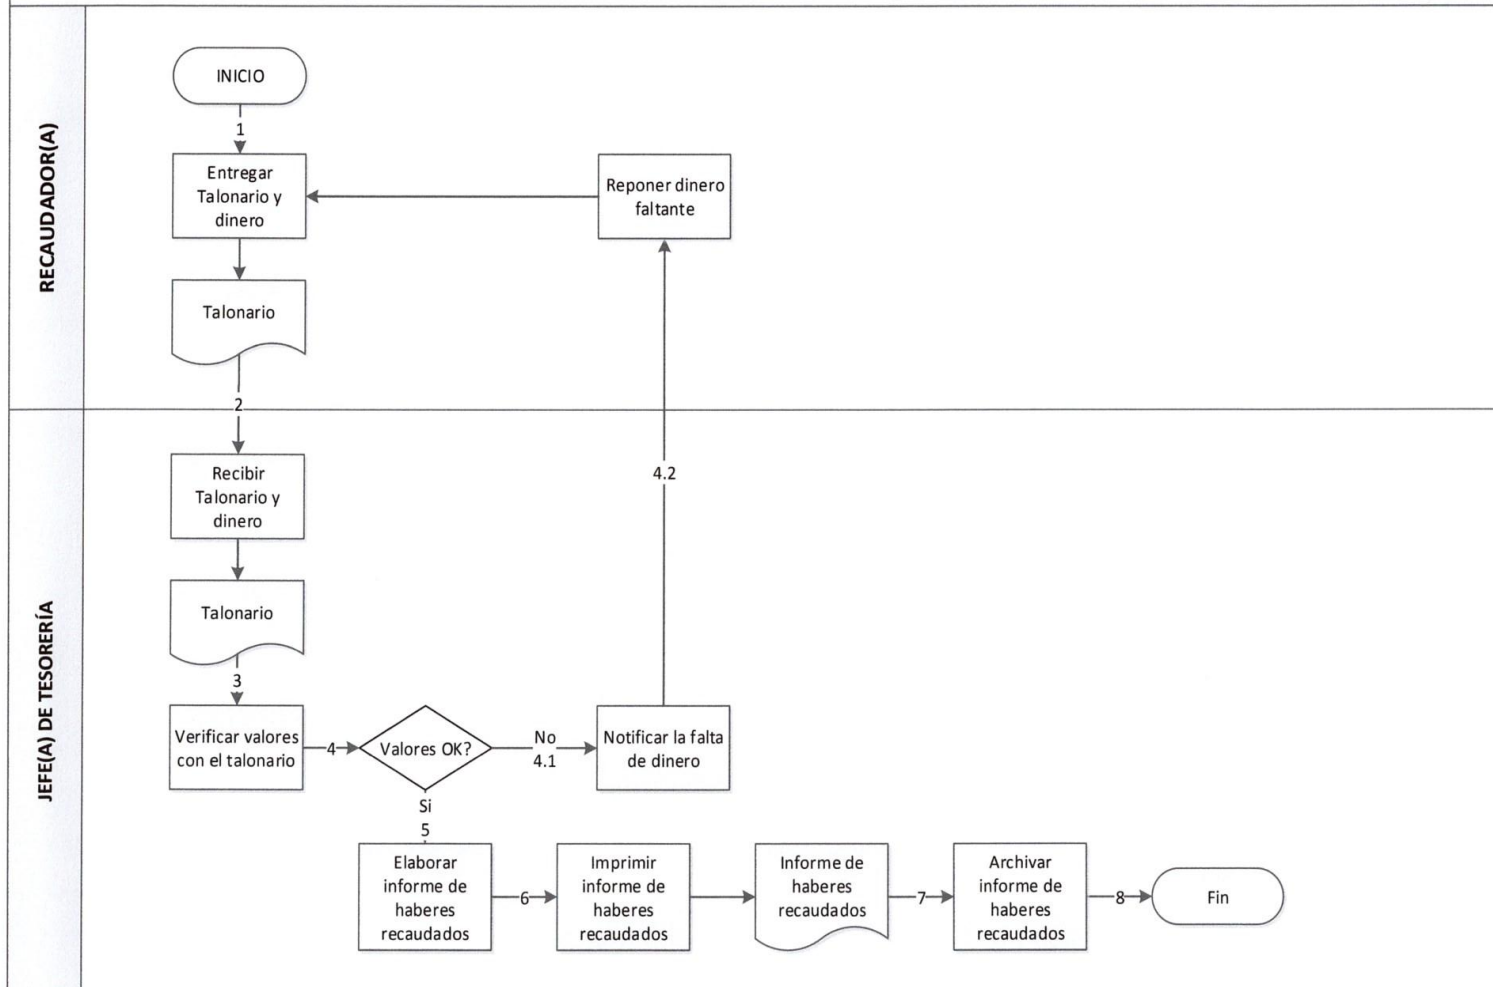 RECAUDADOR(A)
INICIO
1
Entregar
Talonario y
dinero
Reponer dinero
faltante
Talonario
2
JEFE(A) DE TESORERÍA
Recibir
Talonario y
dinero
4.2
Talonario
3
Verificar valores
con el talonario
4
Valores OK?
No
4.1
Notificar la falta
de dinero
Si
5
Elaborar
informe de
haberes
recaudados
6
Imprimir
informe de
haberes
recaudados
Informe de
haberes
recaudados
7
Archivar
informe de
haberes
recaudados
8
Fin